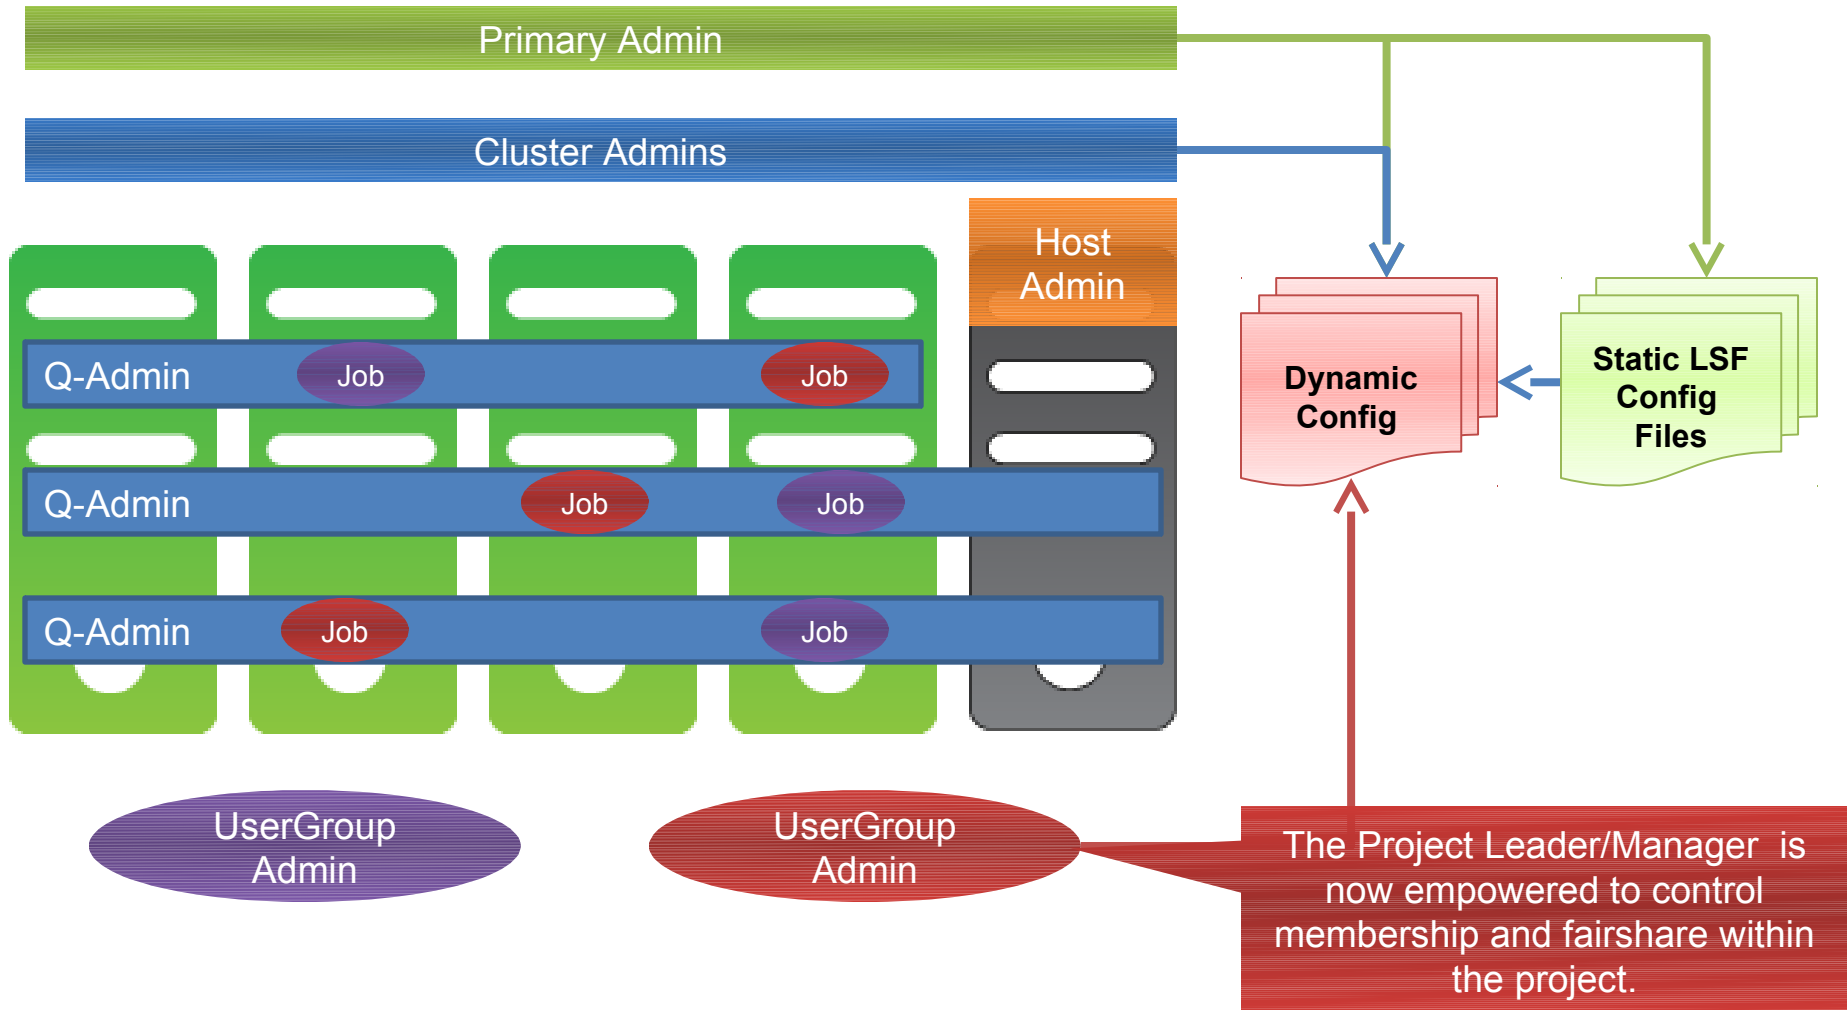 Primary Admin
Cluster Admins
Host
Admin
Q-Admin
Job
Job
Q-Admin
Job
Job
Q-Admin
Job
Job
Dynamic
Config
Static LSF
Config
Files
UserGroup
Admin
UserGroup
Admin
The Project Leader/Manager  is
now empowered to control
membership and fairshare within
the project.